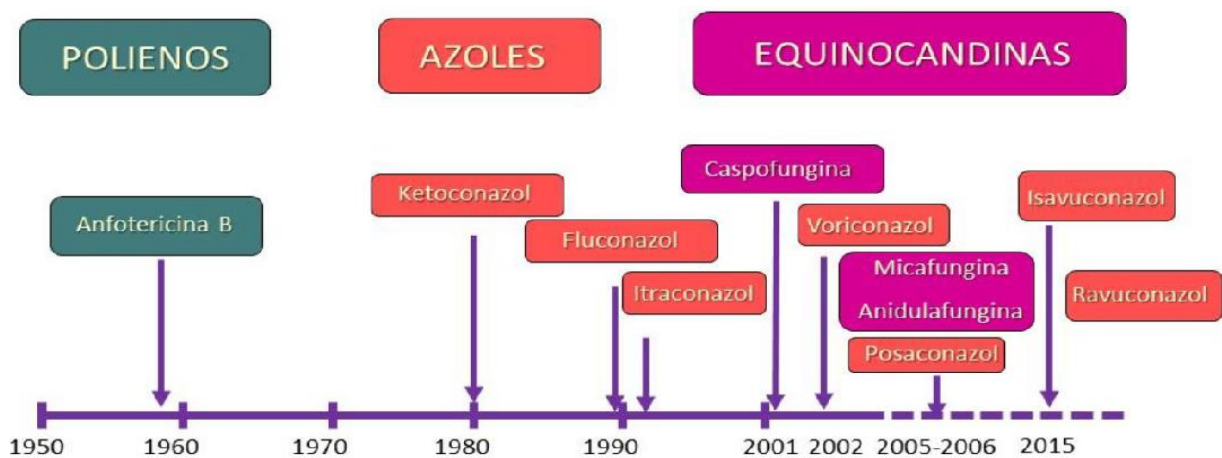 POLIENOS
AZOLES
EQUINOCANDINAS
Caspofungina
Ketoconazol
Isavuconazol
Anfotericina B
Fluconazol
Voriconazol
Micafungina
Anidulafungina
Itraconazol
Ravuconazol
Posaconazol
1950 1960 1970 1980 1990 2001 2002 2005-2006 2015